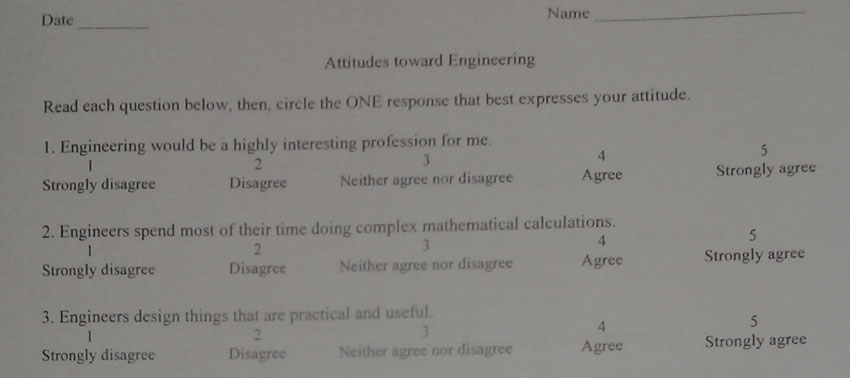 Date ________ Name ________________________
Attitudes toward Engineering
Read each question below, then, circle the ONE response that best expresses your attitude.
1. Engineering would be a highly interesting profession for me.
1 2 3 4 5
Strongly disagree Disagree Neither agree nor disagree Agree Strongly agree
2. Engineers spend most of their time doing complex mathematical calculations.
1 2 3 4 5
Strongly disagree Disagree Neither agree nor disagree Agree Strongly agree
3. Engineers design things that are practical and useful.
1 2 3 4 5
Strongly disagree Disagree Neither agree nor disagree Agree Strongly agree